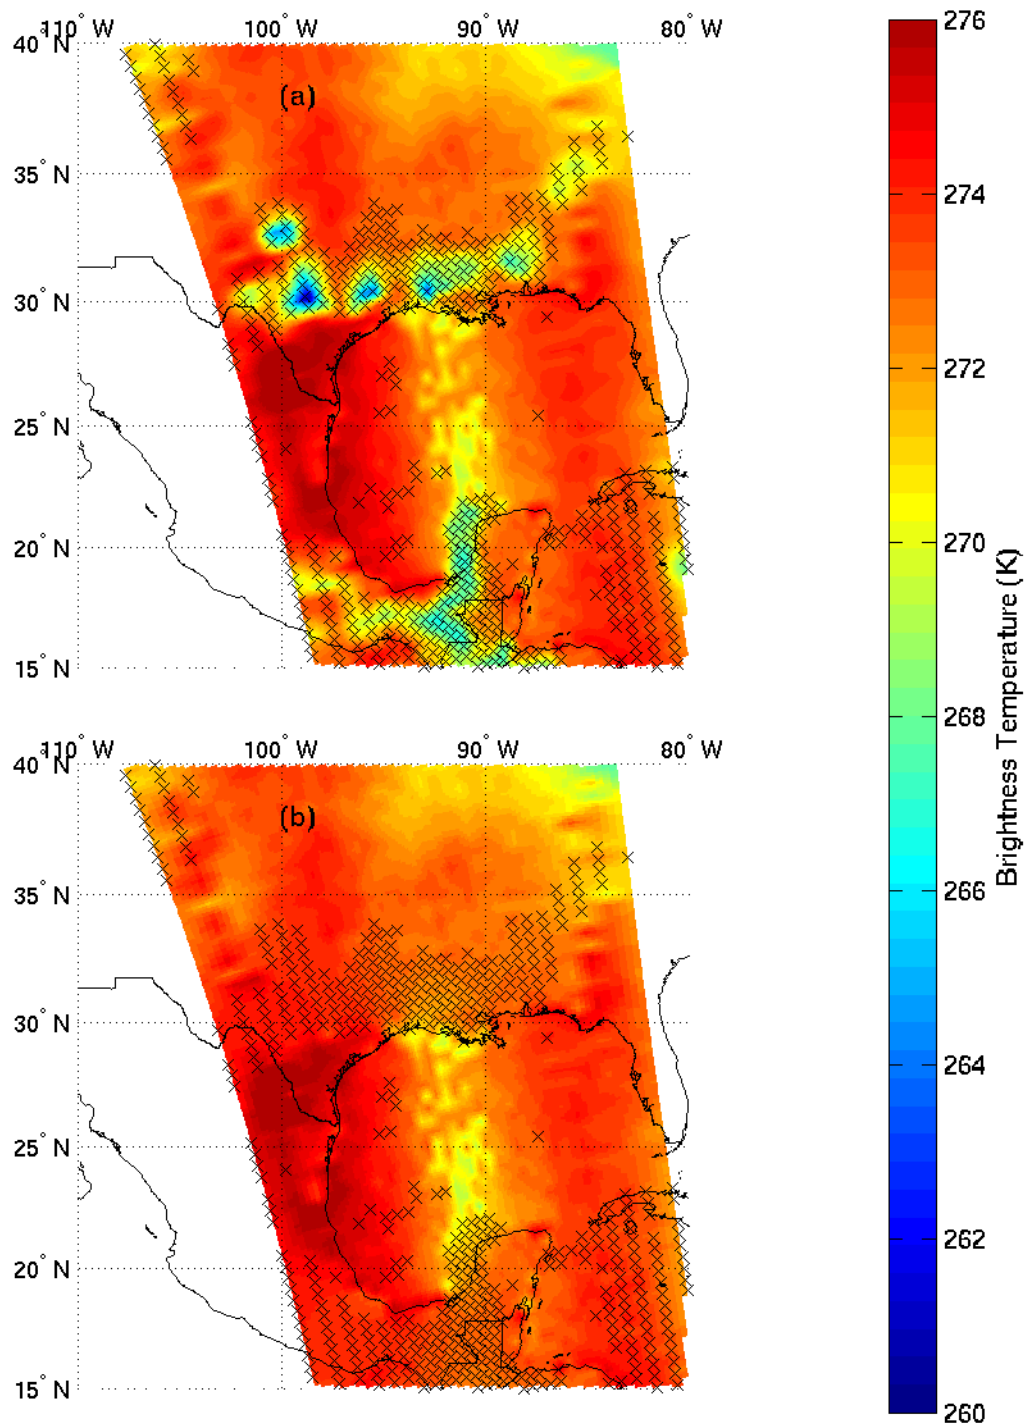 110° W 100° W 90° W 80° W
40° N
(a)
35° N
30° N
25° N
20° N
15° N
110° W 100° W 90° W 80° W
40° N
(b)
35° N
30° N
25° N
20° N
15° N
276
274
272
270
268
266
264
262
260
Brightness Temperature (K)